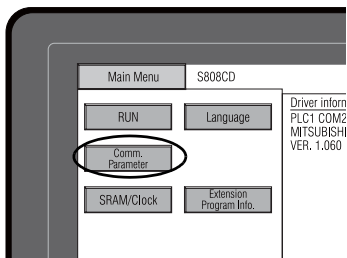 Main Menu S808CD
RUN Language
Comm.
Parameter
SRAM/Clock Extension
Program Info.
Driver inform
PLC1 COM2
MITSUBISHI
VER. 1.060